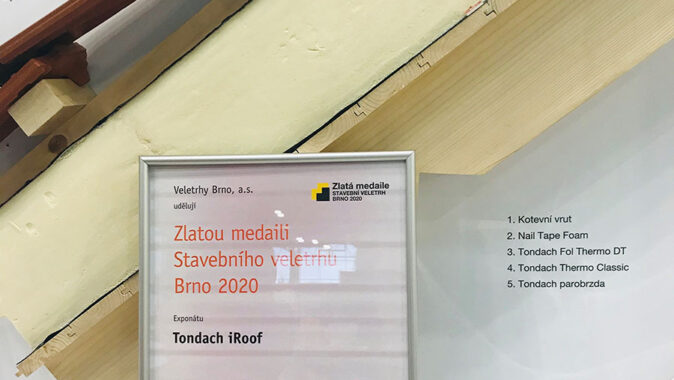 Veletrhy Brno, a.s.
udělují
Zlatá medaile
STAVEBNÍ VELETRH
BRNO 2020
Zlatou medaili
Stavebního veletrhu
Brno 2020
Exponátu
Tondach iRoof
1. Kotevní vrut
2. Nail Tape Foam
3. Tondach Fol Thermo DT
4. Tondach Thermo Classic
5. Tondach parobrzda